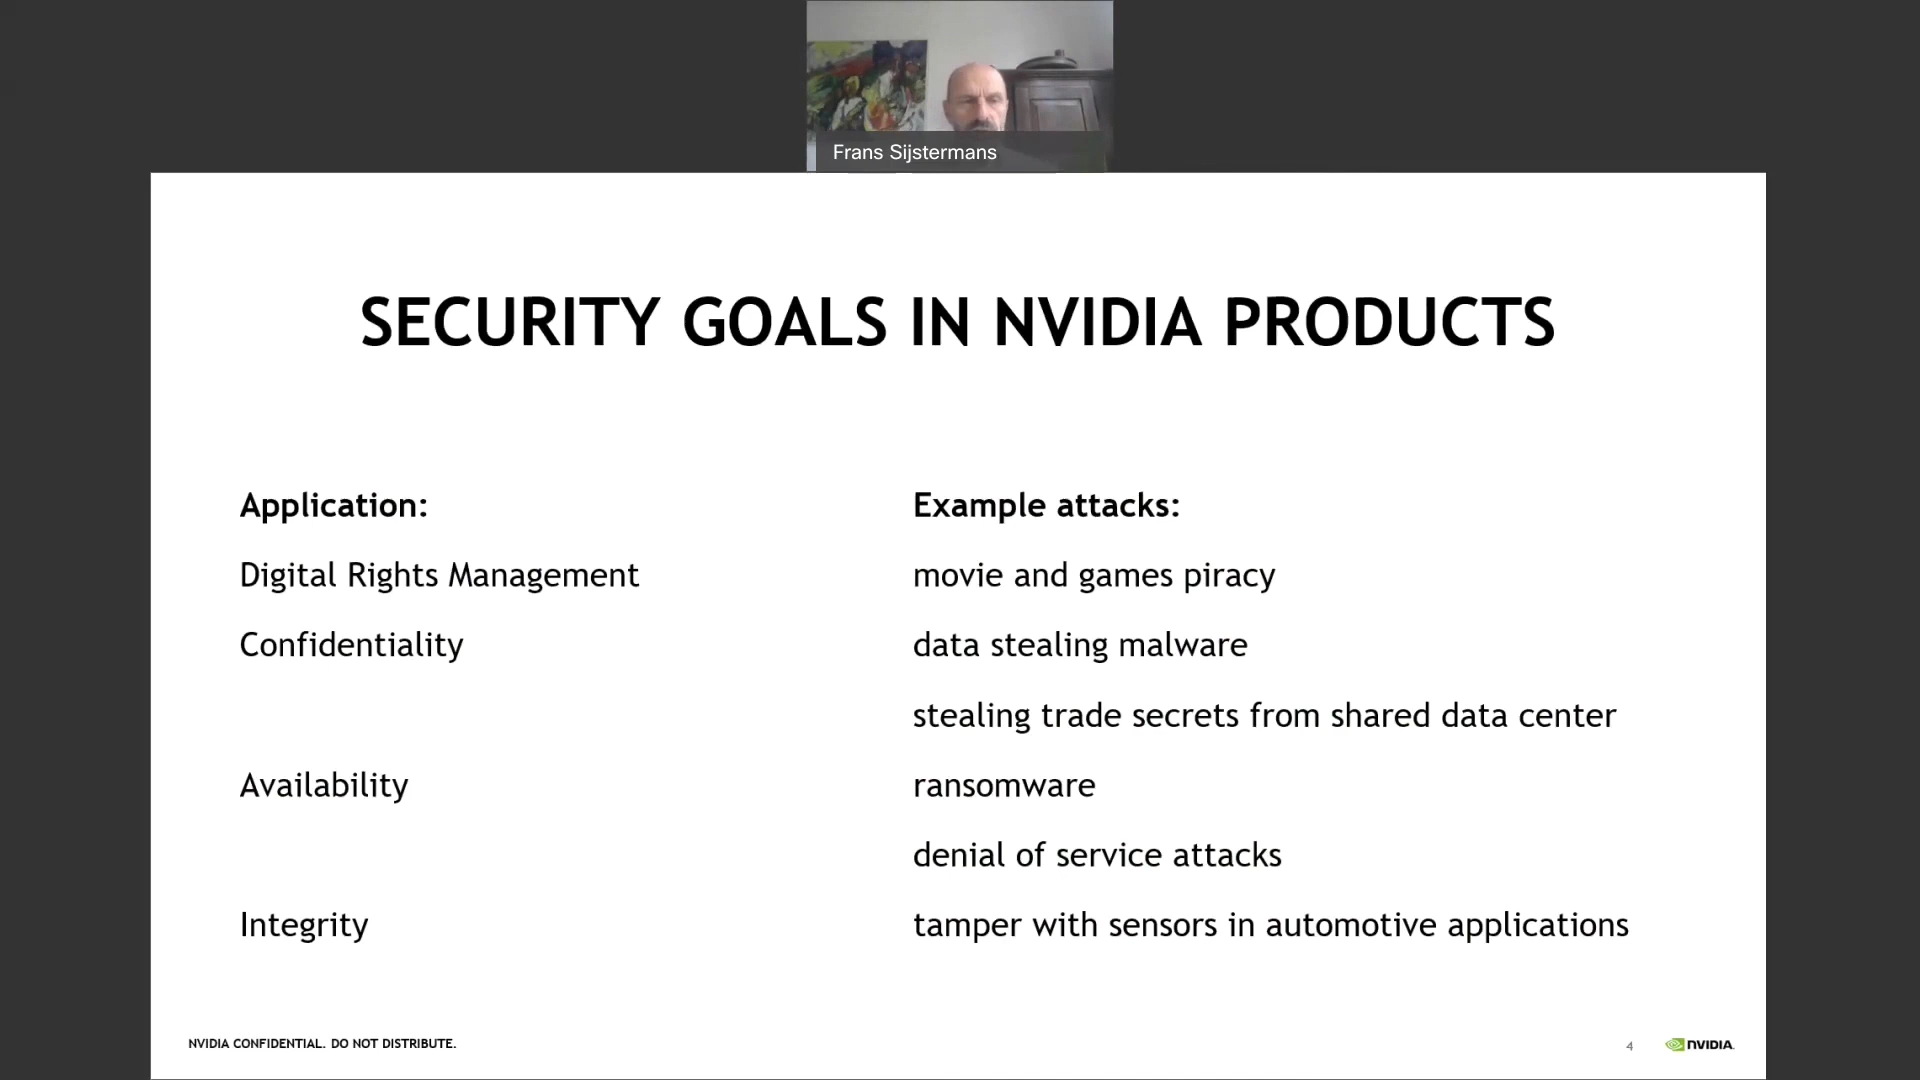 Frans Sijstermans
SECURITY GOALS IN NVIDIA PRODUCTS
Application:
Example attacks:
Digital Rights Management
movie and games piracy
Confidentiality
data stealing malware
stealing trade secrets from shared data center
Availability
ransomware
denial of service attacks
Integrity
tamper with sensors in automotive applications
NVIDIA CONFIDENTIAL. DO NOT DISTRIBUTE.
4
NVIDIA.